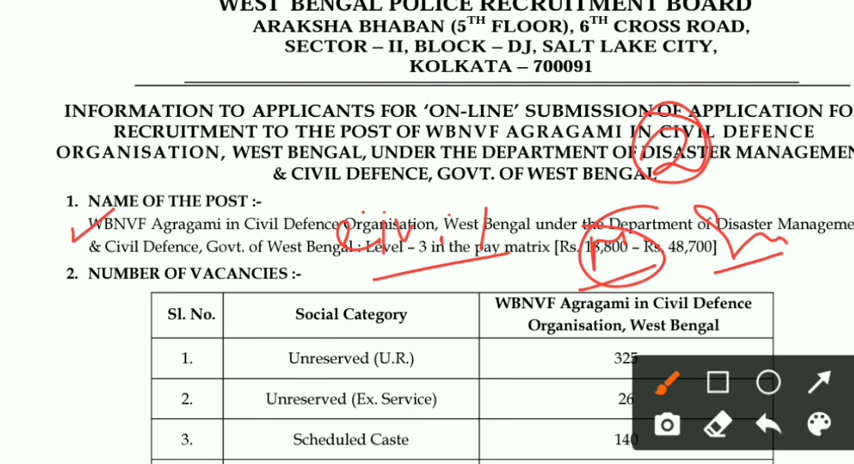 WEST BENGAL POLICE RECRUITMENT BOARD
ARAKSHA BHABAN (5TH FLOOR), 6TH CROSS ROAD,
SECTOR – II, BLOCK – DJ, SALT LAKE CITY,
KOLKATA – 700091
INFORMATION TO APPLICANTS FOR ‘ON-LINE’ SUBMISSION OF APPLICATION FO
RECRUITMENT TO THE POST OF WBNVF AGRAGAMI IN CIVIL DEFENCE
ORGANISATION, WEST BENGAL, UNDER THE DEPARTMENT OF DISASTER MANAGEMEN
& CIVIL DEFENCE, GOVT. OF WEST BENGAL
1. NAME OF THE POST :-
WBNVF Agragami in Civil Defence Organisation, West Bengal under the Department of Disaster Manageme
& Civil Defence, Govt. of West Bengal : Level – 3 in the pay matrix [Rs. 18,800 – Rs. 48,700]
2. NUMBER OF VACANCIES :-
Sl. No. Social Category WBNVF Agragami in Civil Defence Organisation, West Bengal
1. Unreserved (U.R.) 325
2. Unreserved (Ex. Service) 26
3. Scheduled Caste 140